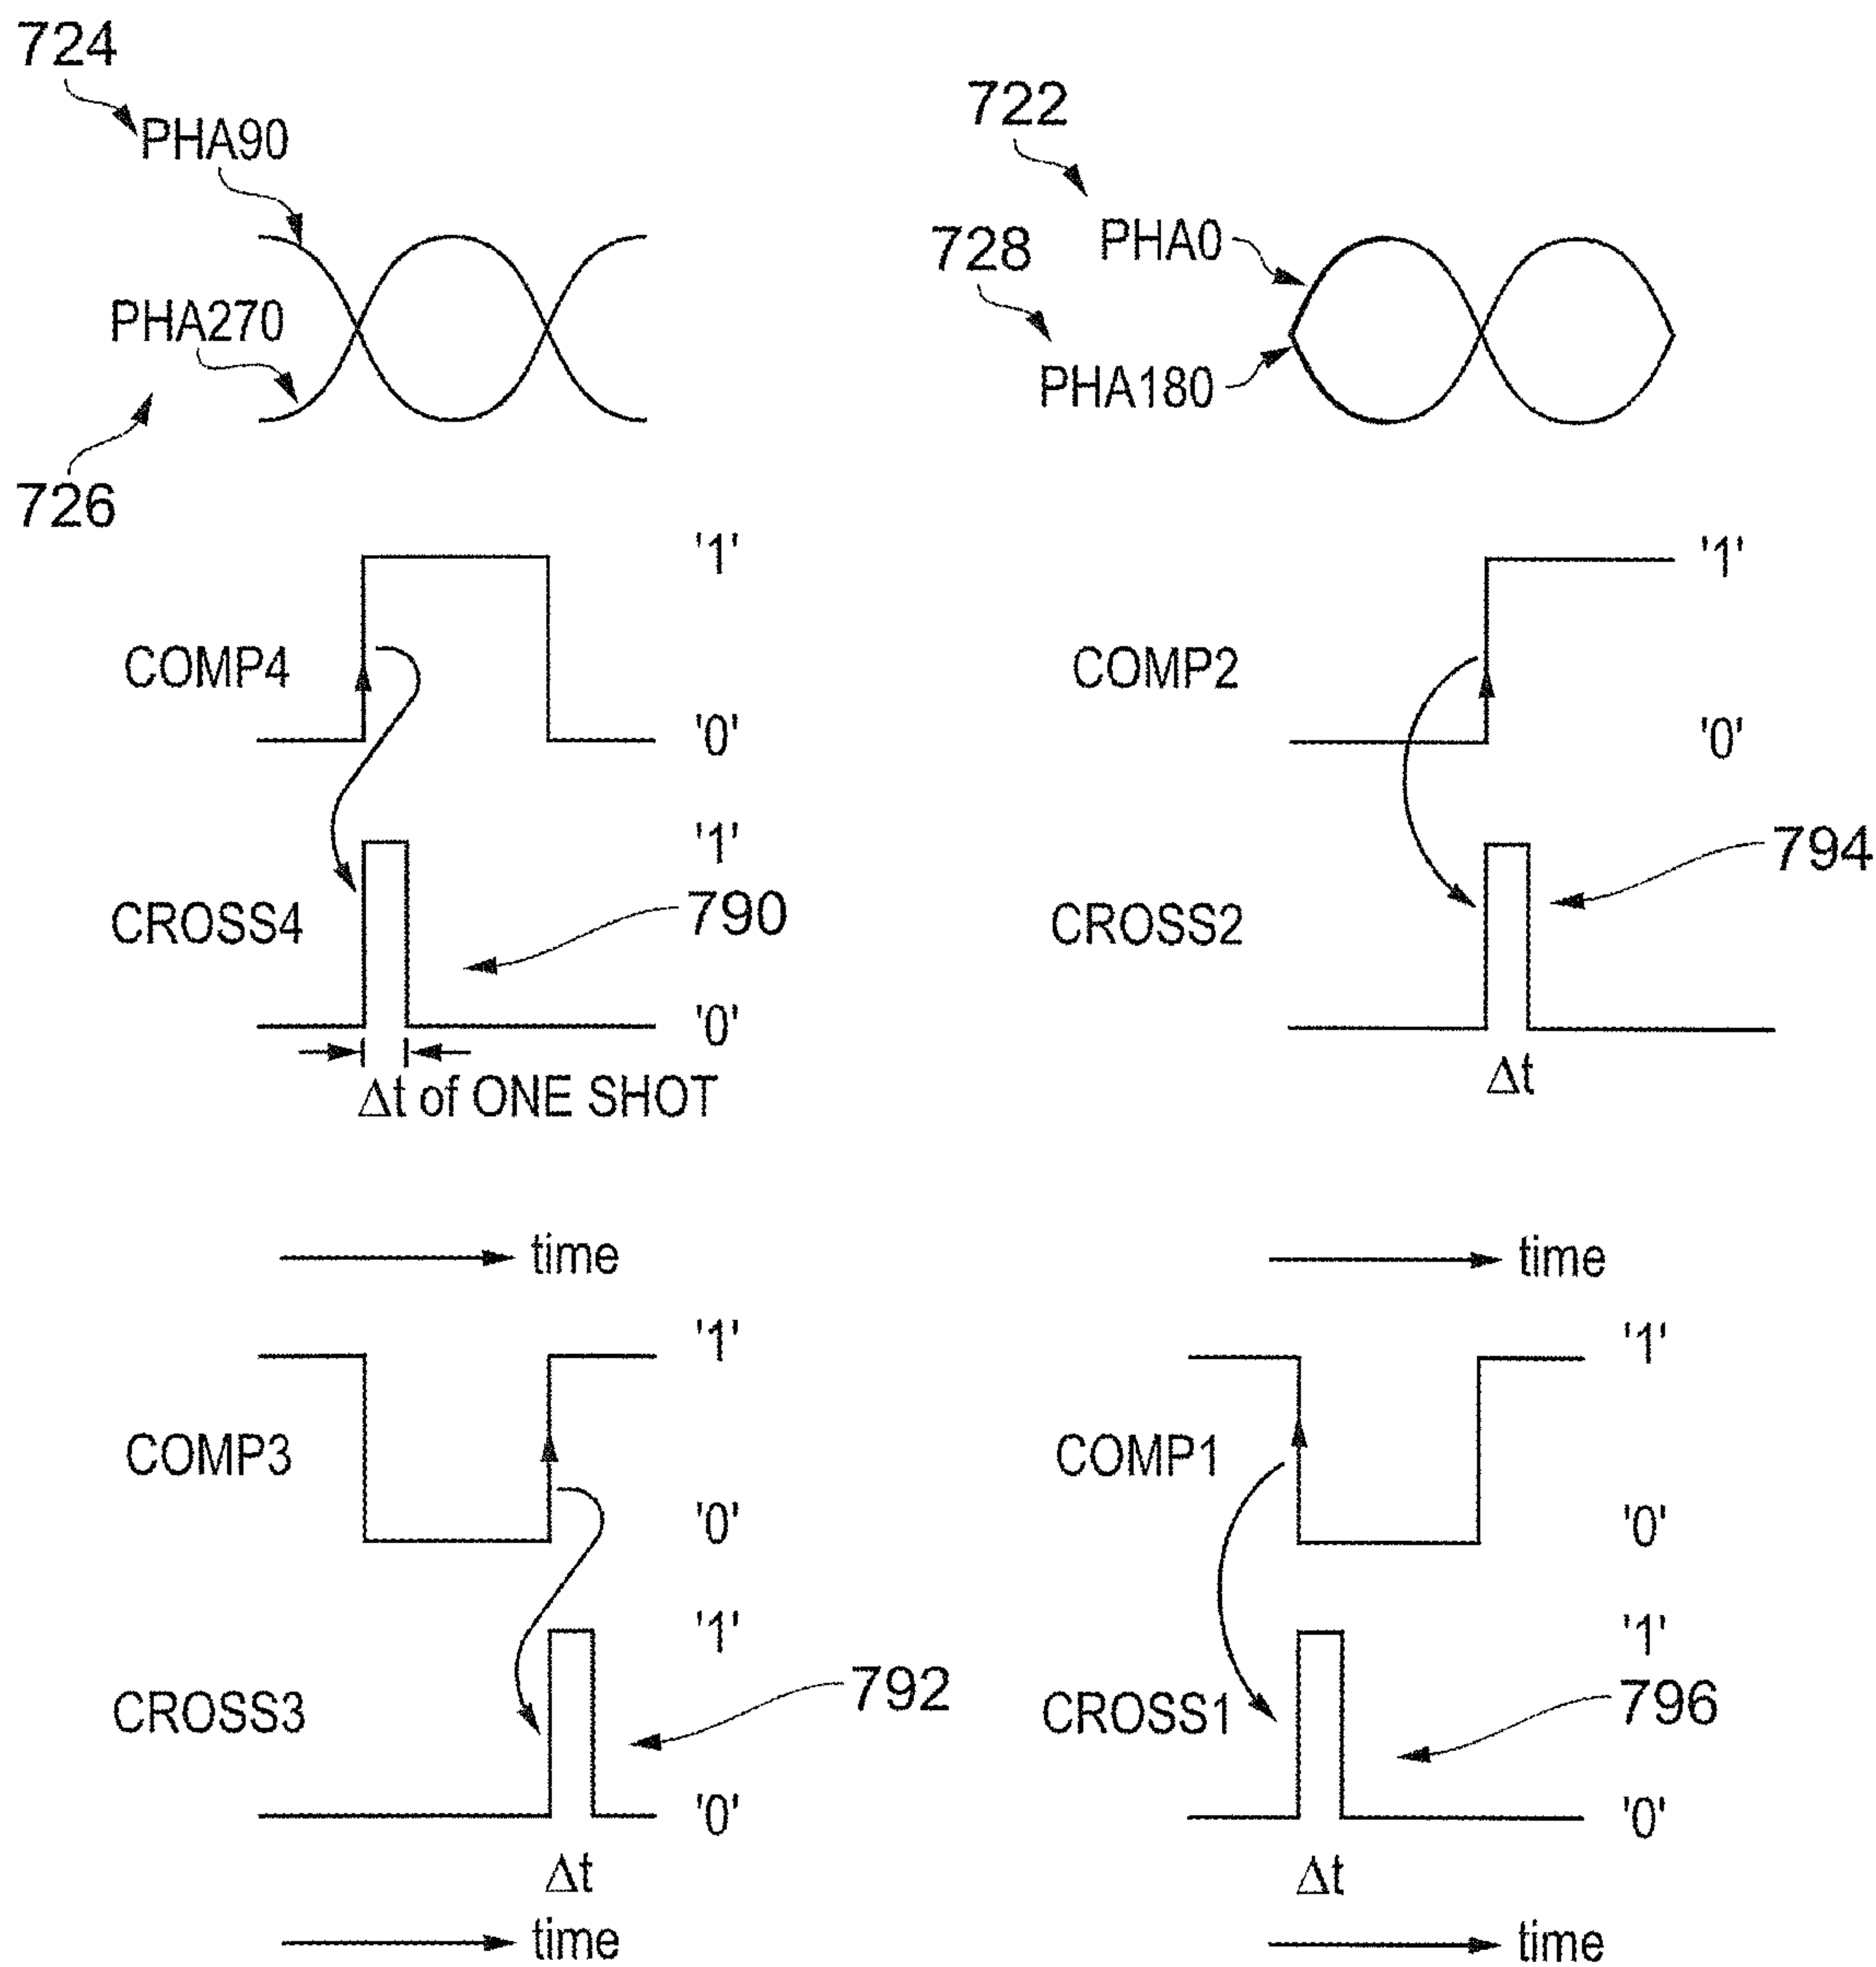 724
PHA90
PHA270
726
722
728
PHA0
PHA180
'1'
COMP4
'0'
'1'
CROSS4
790
'0'
Δt of ONE SHOT
'1'
COMP2
'0'
794
CROSS2
Δt
time
'1'
COMP3
'0'
'1'
CROSS3
792
'0'
Δt
time
time
'1'
COMP1
'0'
'1'
CROSS1
796
'0'
Δt
time